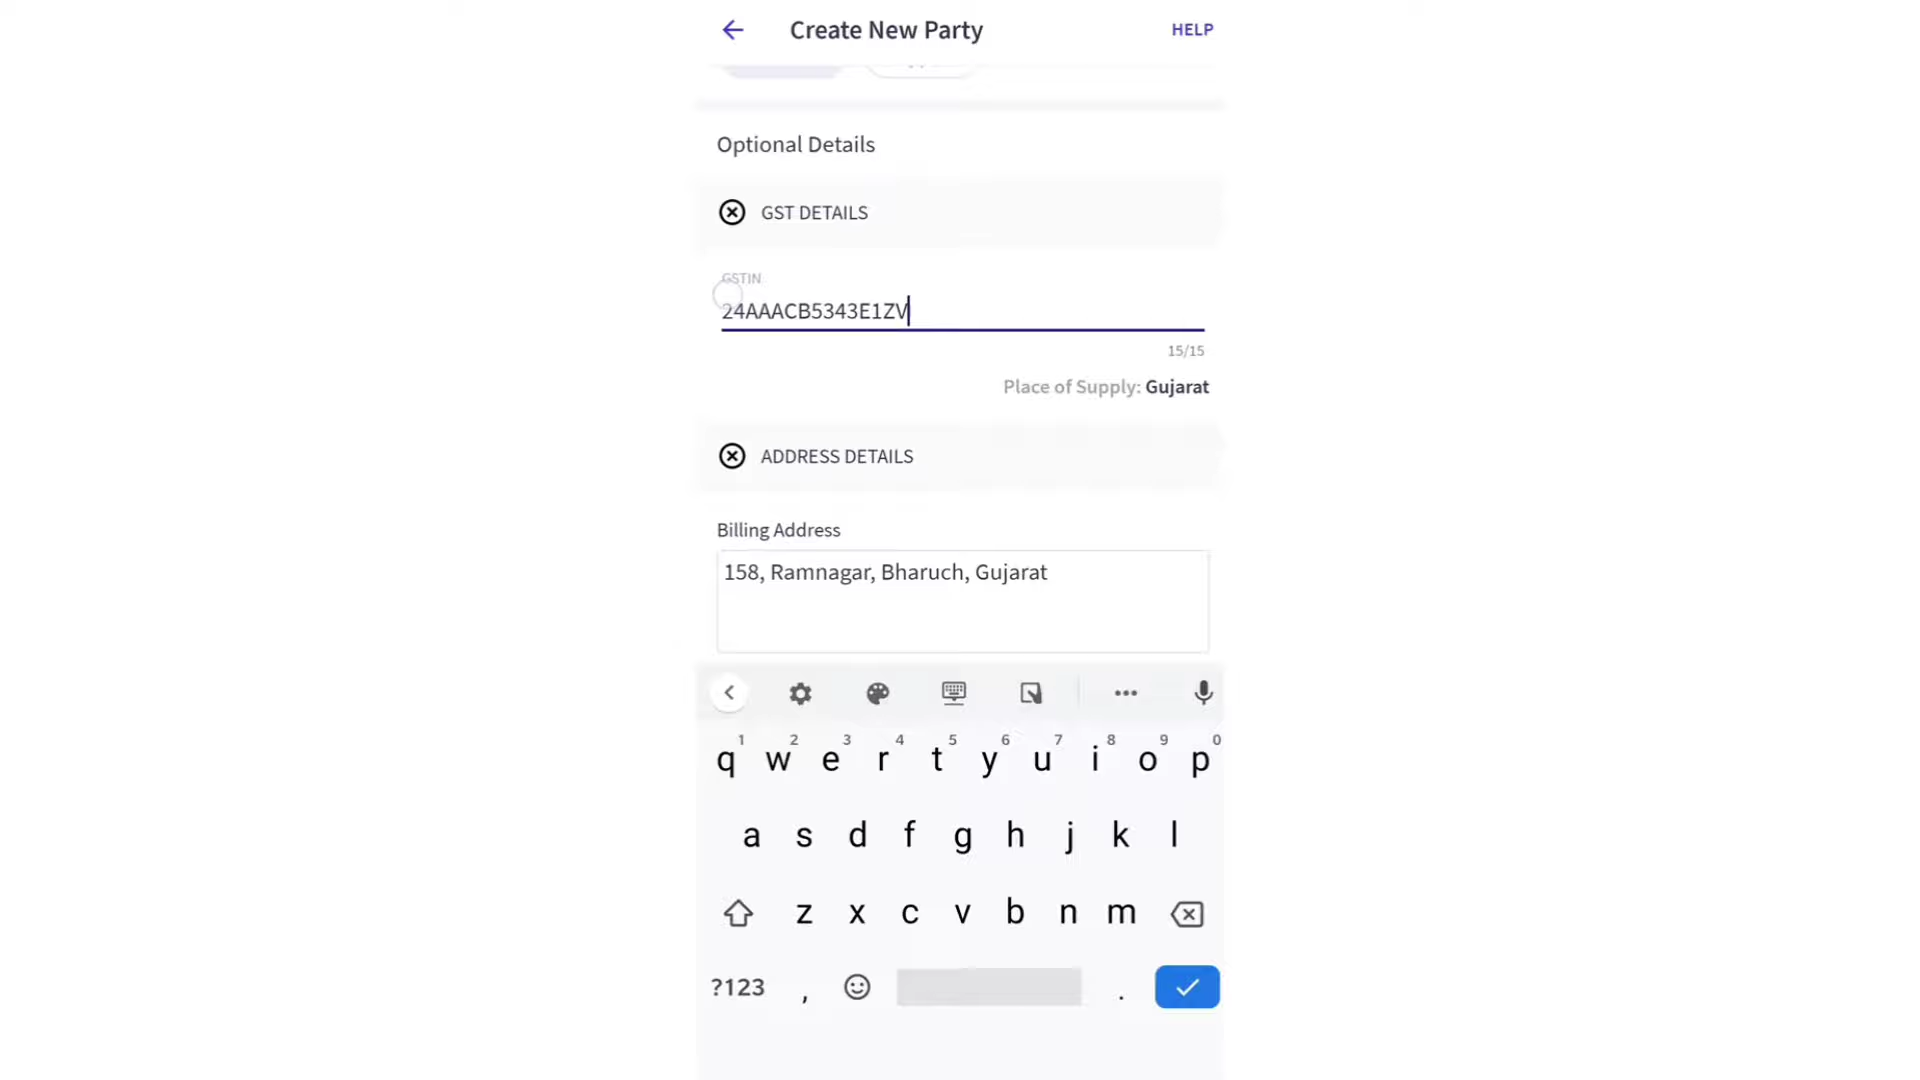 Create New Party
HELP
Optional Details
GST DETAILS
GSTIN
24AAACB5343E1ZV
15/15
Place of Supply: Gujarat
ADDRESS DETAILS
Billing Address
158, Ramnagar, Bharuch, Gujarat
1 2 3 4 5 6 7 8 9 0
q w e r t y u i o p
a s d f g h j k l
z x c v b n m
?123 , .